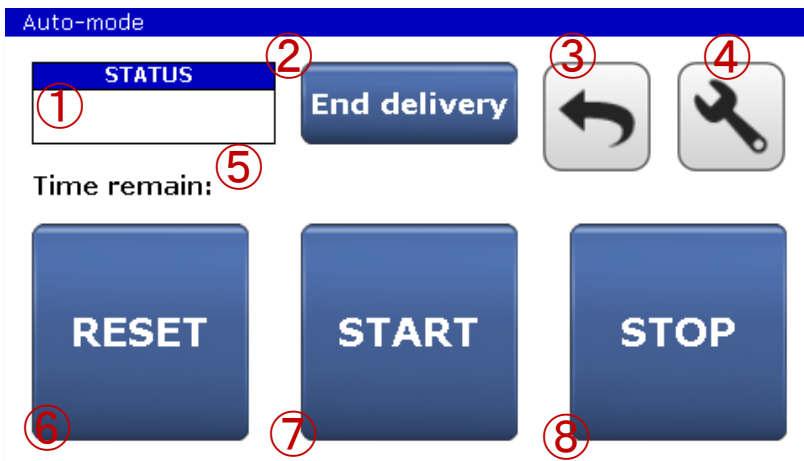 Auto-mode
STATUS
①
② End delivery
③
④
⑤
Time remain:
RESET
START
STOP
⑥
⑦
⑧